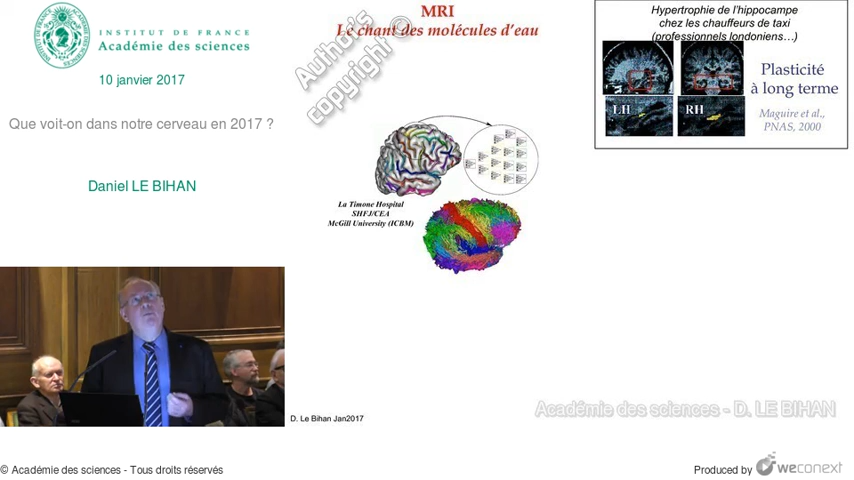 INSTITUT DE FRANCE
Académie des sciences
10 janvier 2017
Que voit-on dans notre cerveau en 2017 ?
Daniel LE BIHAN
MRI
Le chant des molécules d'eau
Author's
copyright ©
La Timone Hospital
SHFJ/CEA
McGill University (ICBM)
Hypertrophie de l'hippocampe
chez les chauffeurs de taxi
(professionnels londoniens…)
LH
RH
Plasticité
à long terme
Maguire et al.,
PNAS, 2000
D. Le Bihan Jan2017
Académie des sciences - D. LE BIHAN
© Académie des sciences - Tous droits réservés
Produced by weconext